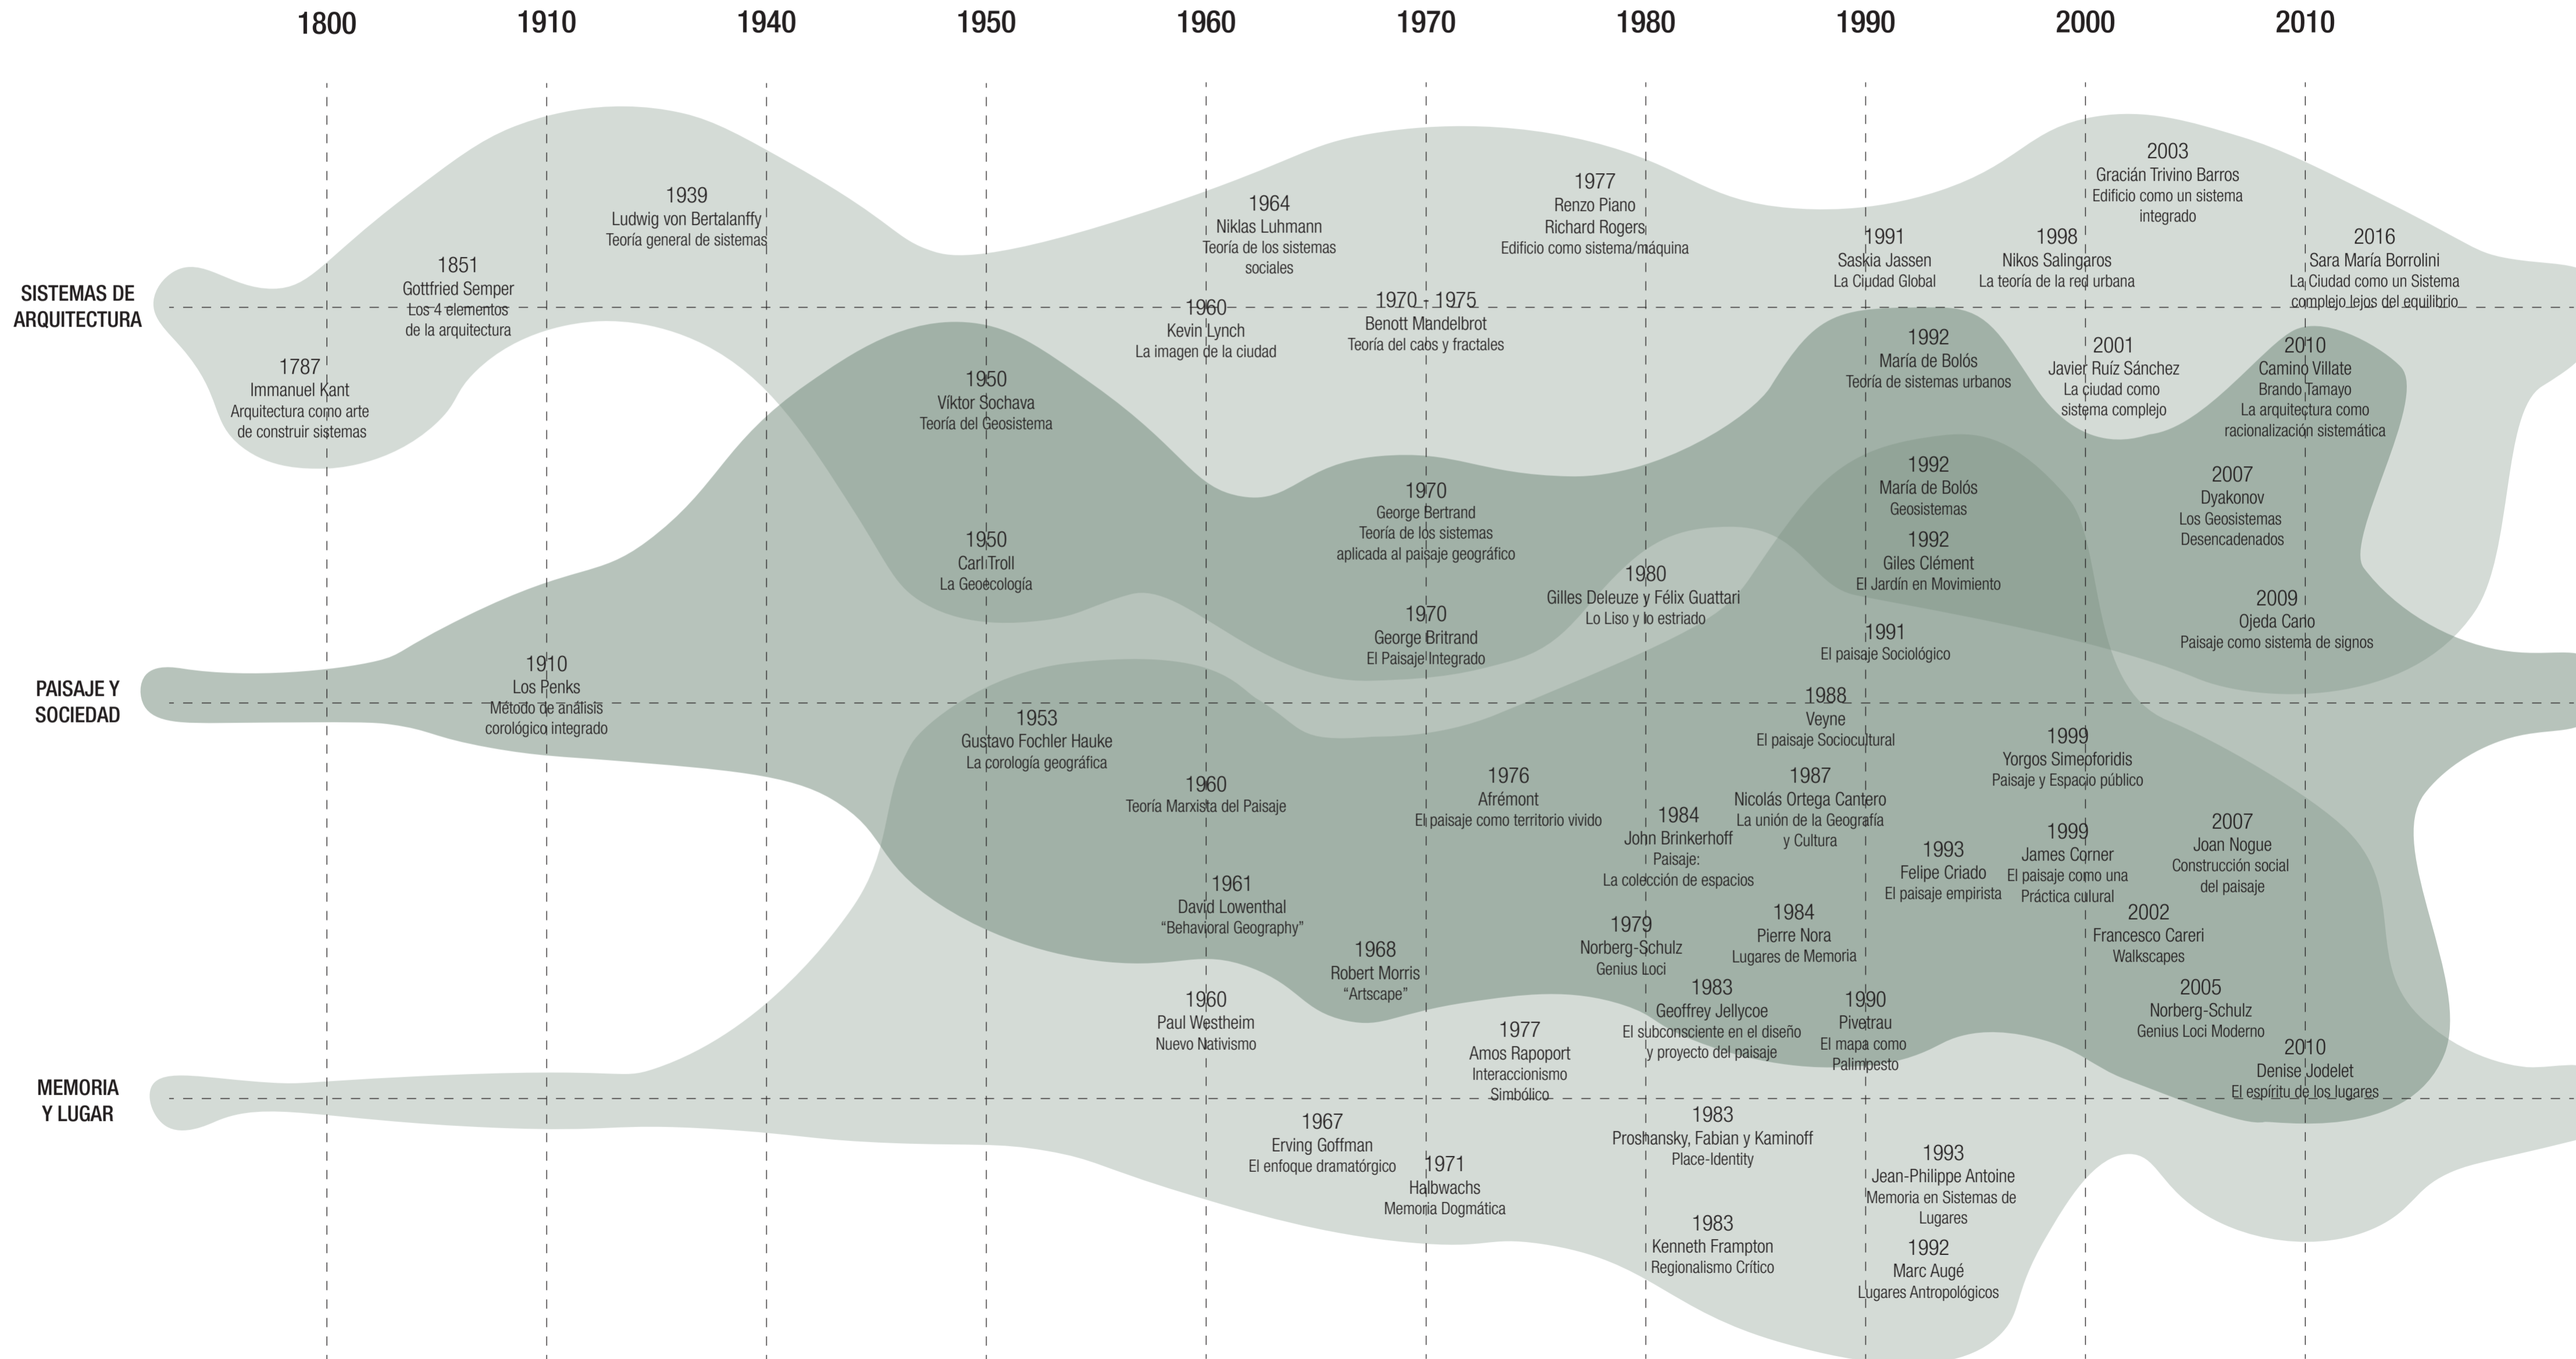 1800
1910
1940
1950
1960
1970
1980
1990
2000
2010
SISTEMAS DE
ARQUITECTURA
1787
Immanuel Kant
Arquitectura como arte
de construir sistemas
1851
Gottfried Semper
Los 4 elementos
de la arquitectura
1939
Ludwig von Bertalanffy
Teoría general de sistemas
1950
Víktor Sochava
Teoría del Geosistema
1950
Carl Troll
La Geoecología
1964
Niklas Luhmann
Teoría de los sistemas
sociales
1960
Kevin Lynch
La imagen de la ciudad
1970 - 1975
Benott Mandelbrot
Teoría del caos y fractales
1977
Renzo Piano
Richard Rogers
Edificio como sistema/máquina
1970
George Bertrand
Teoría de los sistemas
aplicada al paisaje geográfico
1970
George Britrand
El Paisaje Integrado
1980
Gilles Deleuze y Félix Guattari
Lo Liso y lo estriado
1991
Saskia Jassen
La Ciudad Global
1998
Nikos Salingaros
La teoría de la red urbana
2003
Gracián Trivino Barros
Edificio como un sistema
integrado
2016
Sara María Borrolini
La Ciudad como un Sistema
complejo lejos del equilibrio
1992
María de Bolós
Teoría de sistemas urbanos
2001
Javier Ruíz Sánchez
La ciudad como
sistema complejo
2010
Camino Villate
Brando Tamayo
La arquitectura como
racionalización sistemática
1992
María de Bolós
Geosistemas
1992
Giles Clément
El Jardín en Movimiento
2007
Dyakonov
Los Geosistemas
Desencadenados
2009
Ojeda Cano
Paisaje como sistema de signos
1991
El paisaje Sociológico
PAISAJE Y
SOCIEDAD
1910
Los Penks
Método de análisis
corológico integrado
1953
Gustavo Fochler Hauke
La corología geográfica
1960
Teoría Marxista del Paisaje
1961
David Lowenthal
“Behavioral Geography”
1968
Robert Morris
“Artscape”
1976
Afrémont
El paisaje como territorio vivido
1988
Veyne
El paisaje Sociocultural
1987
Nicolás Ortega Cantero
La unión de la Geografía
y Cultura
1984
John Brinkerhoff
Paisaje:
La colección de espacios
1999
Yorgos Simeoforidis
Paisaje y Espacio público
1993
Felipe Criado
El paisaje empirista
1999
James Corner
El paisaje como una
Práctica culural
2007
Joan Nogue
Construcción social
del paisaje
1979
Norberg-Schulz
Genius Loci
1984
Pierre Nora
Lugares de Memoria
2002
Francesco Careri
Walkscapes
1983
Geoffrey Jellycoe
El subconsciente en el diseño
y proyecto del paisaje
1990
Pivetrau
El mapa como
Palimpesto
2005
Norberg-Schulz
Genius Loci Moderno
2010
Denise Jodelet
El espíritu de los lugares
MEMORIA
Y LUGAR
1960
Paul Westheim
Nuevo Nativismo
1977
Amos Rapoport
Interaccionismo
Simbólico
1967
Erving Goffman
El enfoque dramatórgico
1971
Halbwachs
Memoria Dogmática
1983
Proshansky, Fabian y Kaminoff
Place-Identity
1983
Kenneth Frampton
Regionalismo Crítico
1993
Jean-Philippe Antoine
Memoria en Sistemas de
Lugares
1992
Marc Augé
Lugares Antropológicos